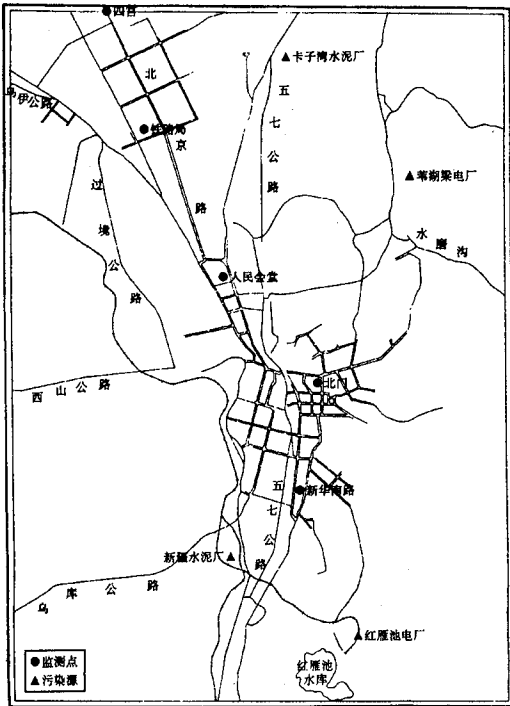 四宫
卡子湾水泥厂
北京路
乌伊公路
五七公路
铁路局
过境公路
苇湖梁电厂
水磨沟
人民会堂
西山公路
北门
新华南路
五七公路
新疆水泥厂
乌库公路
红雁池电厂
红雁池
水库
●监测点
▲污染源